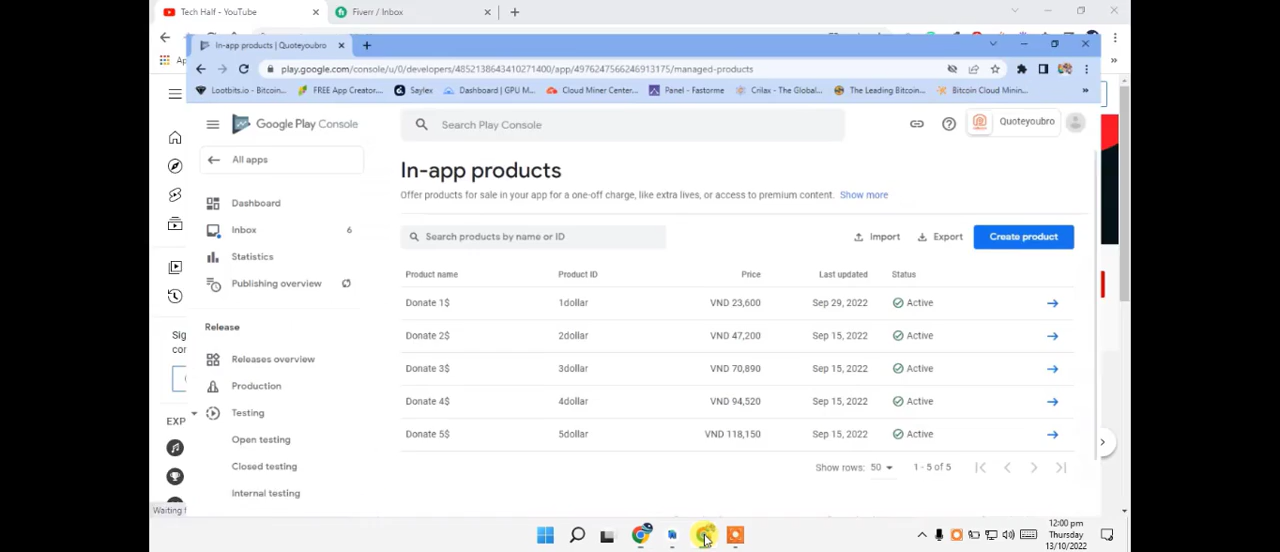 Tech Half - YouTube
Fiverr / Inbox
In-app products | Quoteyoubro
play.google.com/console/u/0/developers/4852138643410271400/app/4976247566246913175/managed-products
Ap
Lootbits.io - Bitcoin...
FREE App Creator....
Saylex
Dashboard | GPU M...
Cloud Miner Center...
Panel - Fastorme
Crilax - The Global...
The Leading Bitcoin...
Bitcoin Cloud Minin...
»
Google Play Console
Search Play Console
Quoteyoubro
All apps
In-app products
Offer products for sale in your app for a one-off charge, like extra lives, or access to premium content. Show more
Dashboard
Inbox 6
Statistics
Publishing overview
Search products by name or ID
Import
Export
Create product
Product name Product ID Price Last updated Status
Donate 1$ 1dollar VND 23,600 Sep 29, 2022 Active
Donate 2$ 2dollar VND 47,200 Sep 15, 2022 Active
Donate 3$ 3dollar VND 70,890 Sep 15, 2022 Active
Donate 4$ 4dollar VND 94,520 Sep 15, 2022 Active
Donate 5$ 5dollar VND 118,150 Sep 15, 2022 Active
Show rows: 50 1 - 5 of 5
Release
Releases overview
Production
Testing
Open testing
Closed testing
Internal testing
Sig
co
EXP
Waiting f
12:00 pm
Thursday
13/10/2022